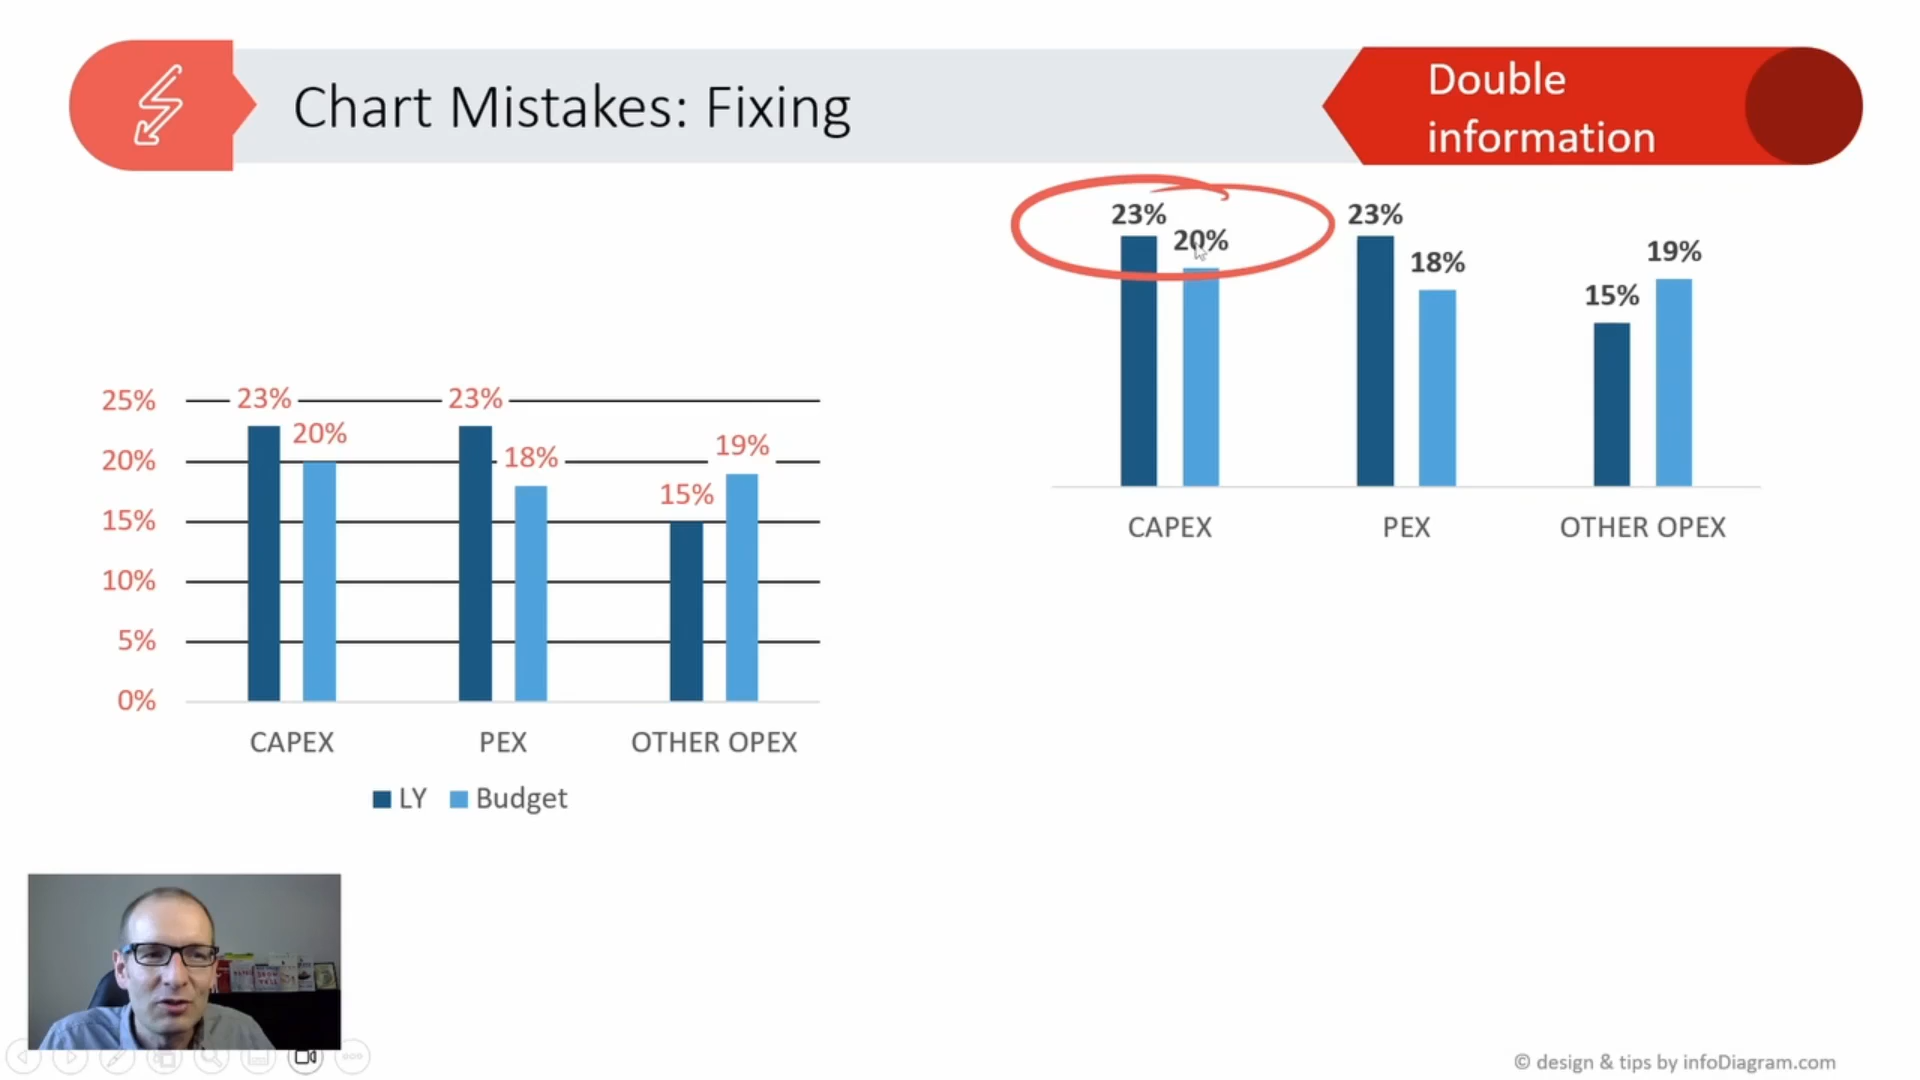 Chart Mistakes: Fixing
Double
information
25%
20%
15%
10%
5%
0%
23%
20%
23%
18%
15%
19%
CAPEX
PEX
OTHER OPEX
LY
Budget
23%
20%
23%
18%
15%
19%
CAPEX
PEX
OTHER OPEX
© design & tips by infoDiagram.com